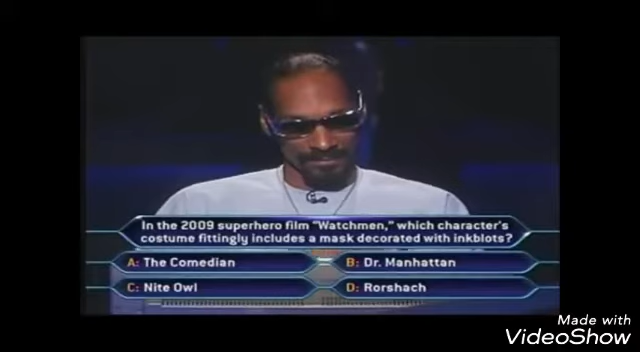 In the 2009 superhero film "Watchmen," which character's
costume fittingly includes a mask decorated with inkblots?
A: The Comedian
B: Dr. Manhattan
C: Nite Owl
D: Rorshach
Made with
VideoShow